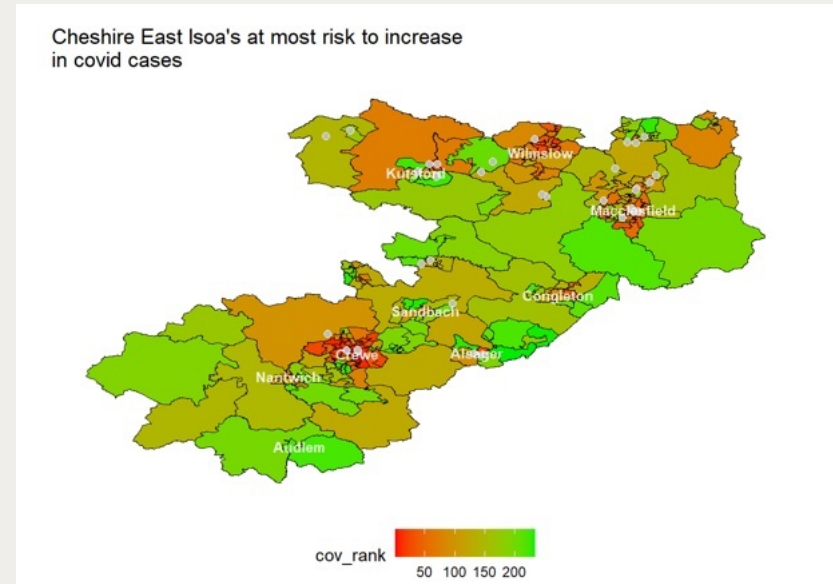 Cheshire East lsoa's at most risk to increase
in covid cases
Wilmslow
Kutsford
Macclesfield
Congleton
Sandbach
Crewe
Alsager
Nantwich
Audlem
cov_rank
50 100 150 200